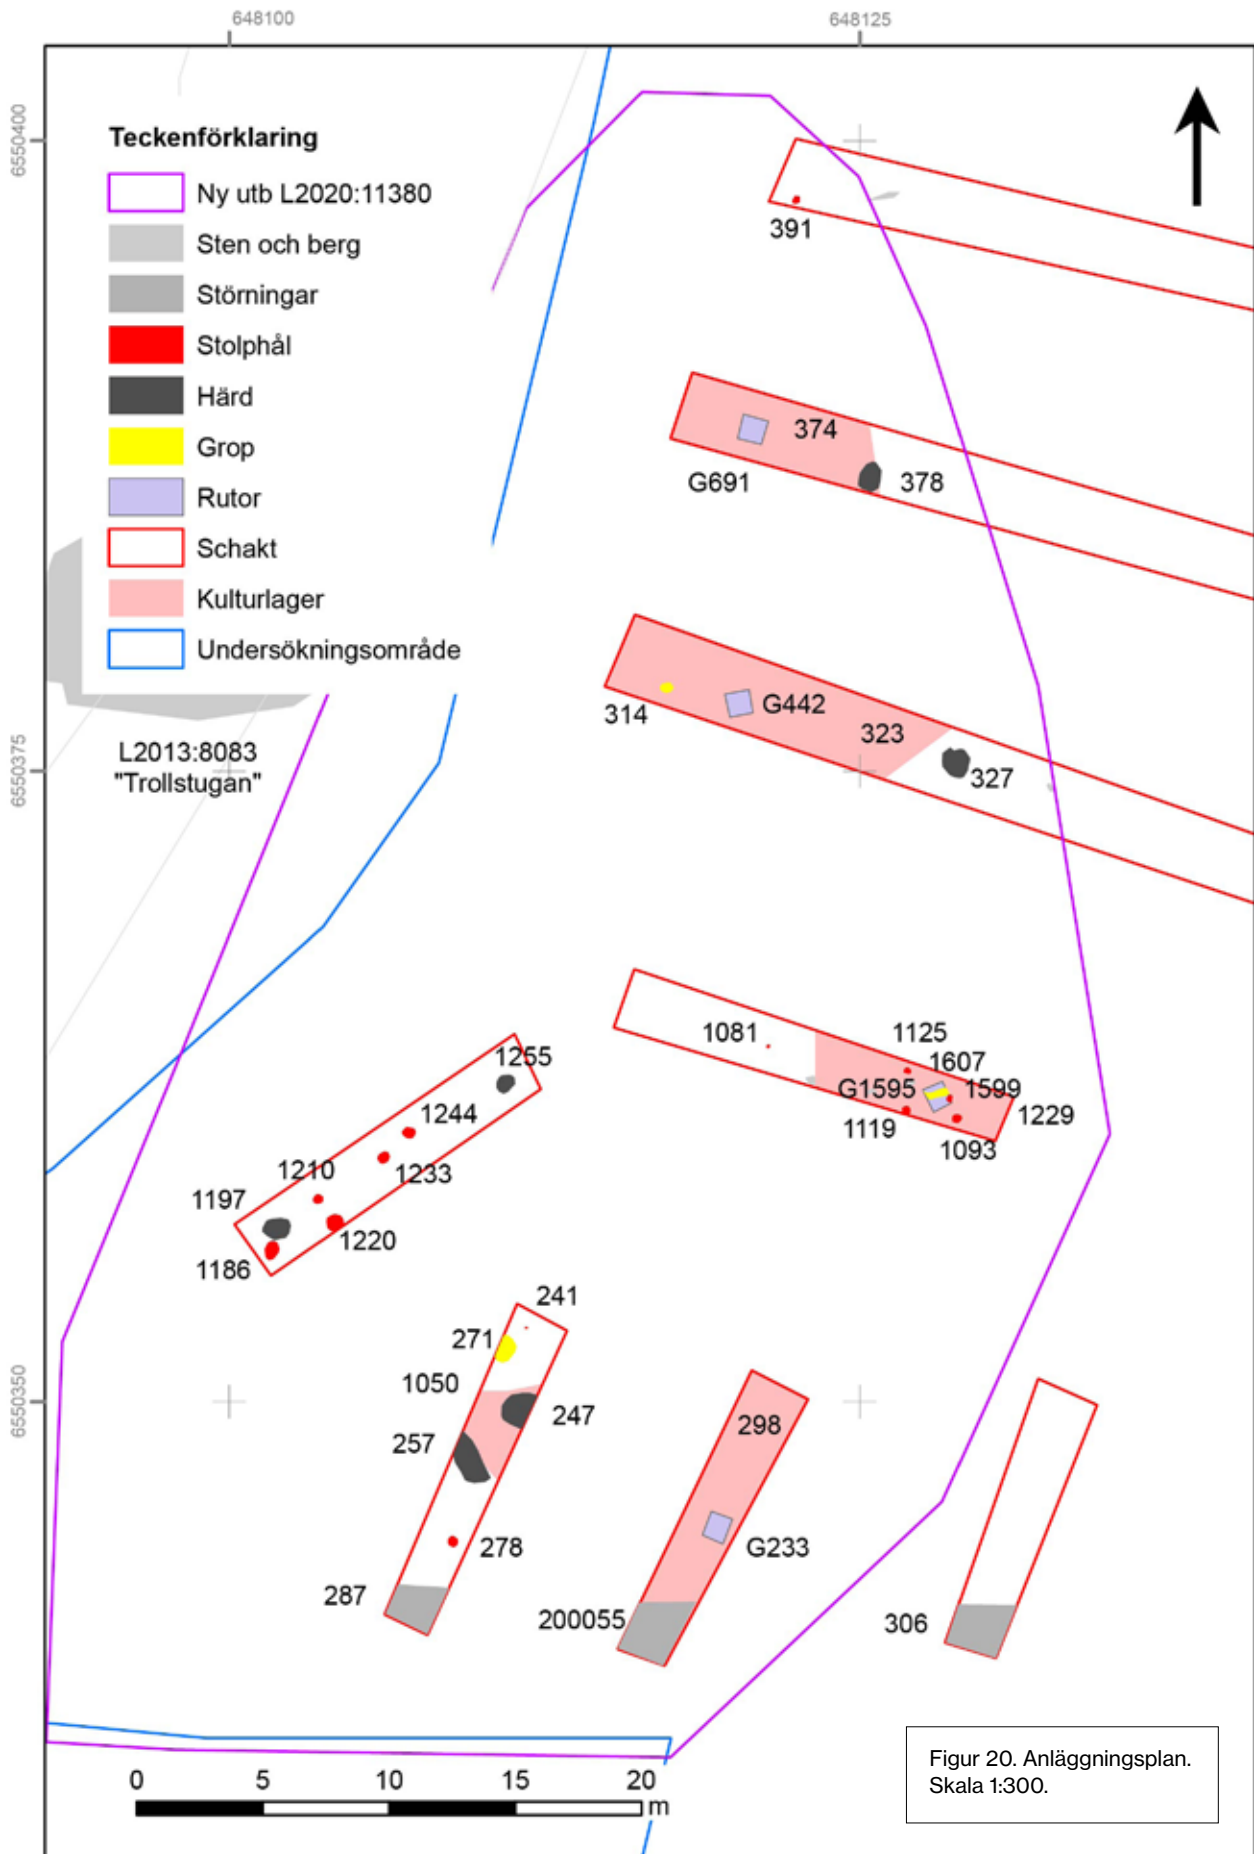 648100
648125
6550400
6550375
6550350
Teckenförklaring
Ny utb L2020:11380
Sten och berg
Störningar
Stolphål
Härd
Grop
Rutor
Schakt
Kulturlager
Undersökningsområde
L2013:8083
"Trollstugan"
391
374
G691
378
314
G442
323
327
1081
1125
1607
G1595
1599
1229
1119
1093
1255
1244
1210
1233
1197
1220
1186
241
271
1050
247
257
278
287
298
G233
200055
306
0 5 10 15 20
m
Figur 20. Anläggningsplan.
Skala 1:300.